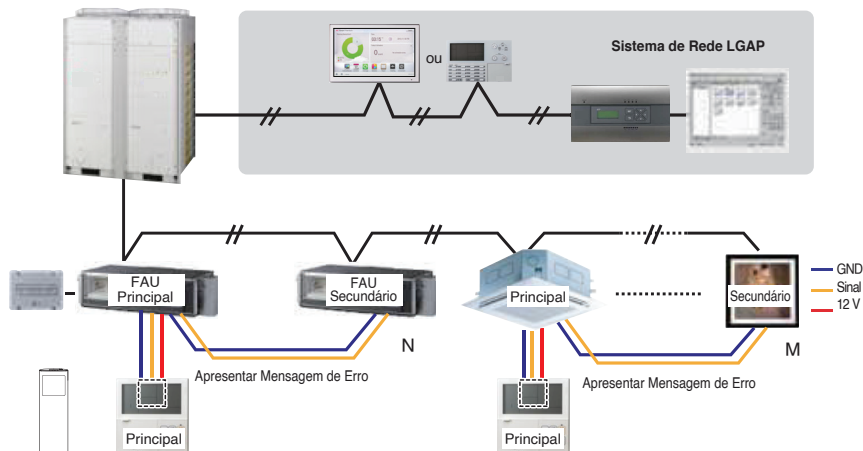 ou
Sistema de Rede LGAP
FAU
Principal
FAU
Secundário
Principal
Secundário
GND
Sinal
12 V
N
M
Apresentar Mensagem de Erro
Apresentar Mensagem de Erro
Principal
Principal